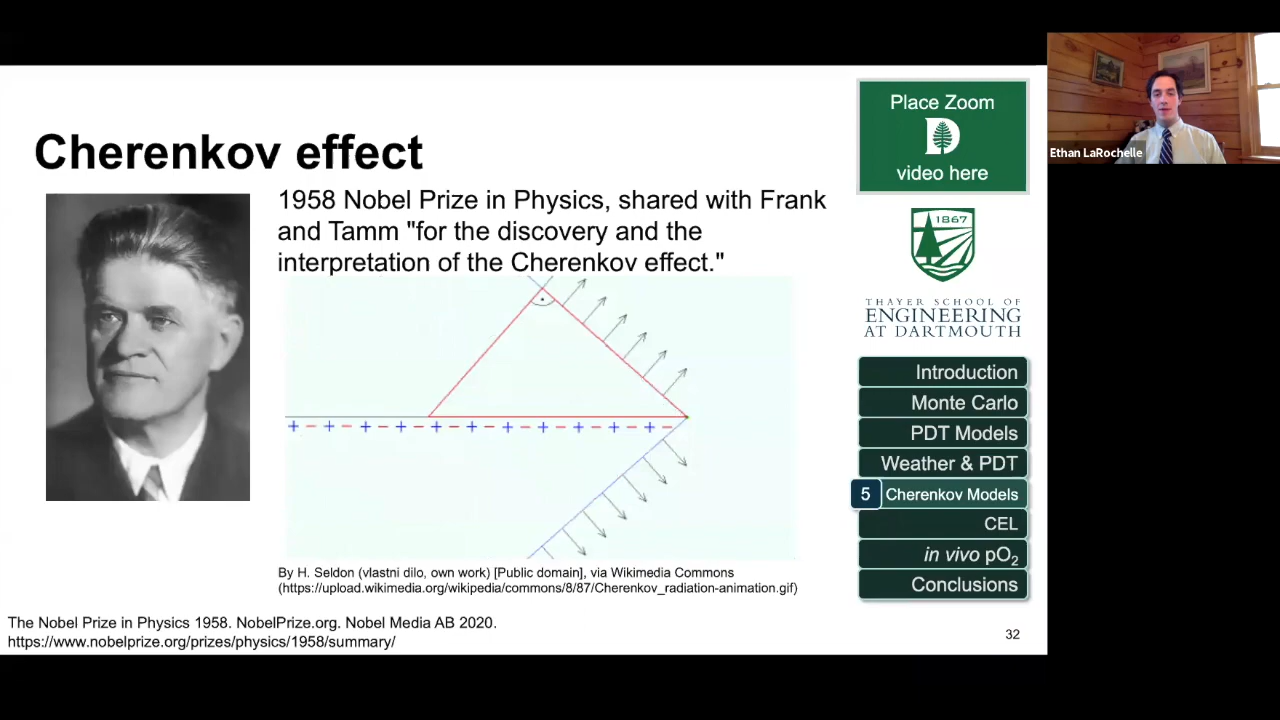 Cherenkov effect
1958 Nobel Prize in Physics, shared with Frank
and Tamm "for the discovery and the
interpretation of the Cherenkov effect."
By H. Seldon (vlastni dilo, own work) [Public domain], via Wikimedia Commons
(https://upload.wikimedia.org/wikipedia/commons/8/87/Cherenkov_radiation-animation.gif)
The Nobel Prize in Physics 1958. NobelPrize.org. Nobel Media AB 2020.
https://www.nobelprize.org/prizes/physics/1958/summary/
Place Zoom
D
video here
1867
THAYER SCHOOL OF
ENGINEERING
AT DARTMOUTH
Introduction
Monte Carlo
PDT Models
Weather & PDT
5 Cherenkov Models
CEL
in vivo pO₂
Conclusions
32
Ethan LaRochelle